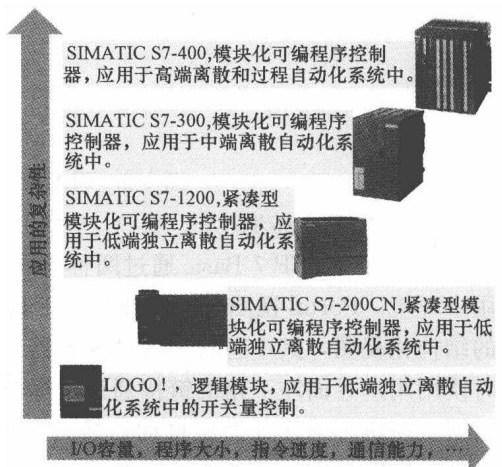 SIMATIC S7-400,模块化可编程序控制
器，应用于高端离散和过程自动化系统中。
SIMATIC S7-300,模块化可编程序
控制器，应用于中端离散自动化系
统中。
SIMATIC S7-1200,紧凑型
模块化可编程序控制器，应
用于低端独立离散自动化系
统中。
SIMATIC S7-200CN,紧凑型模
块化可编程序控制器，应用于低
端独立离散自动化系统中。
LOGO！，逻辑模块，应用于低端独立离散自动
化系统中的开关量控制。
应用的复杂性
I/O容量，程序大小，指令速度，通信能力，…